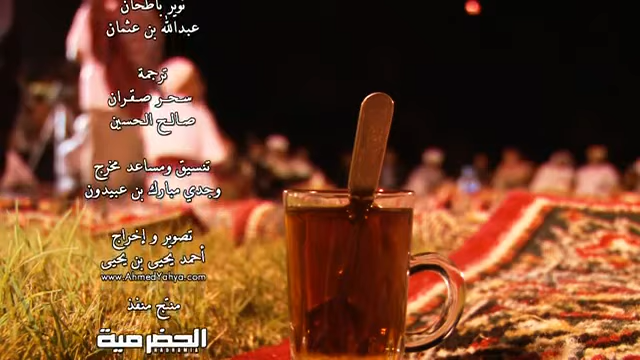 نوير باطحان
عبدالله بن عثمان
ترجمة
سحر صقران
صالح الحسين
تنسيق ومساعد مخرج
وجدي مبارك بن عبيدون
تصوير و إخراج
أحمد يحيى بن يحيى
www.AhmedYahya.com
منتج منفذ
الحضرمية
HADRAMIA